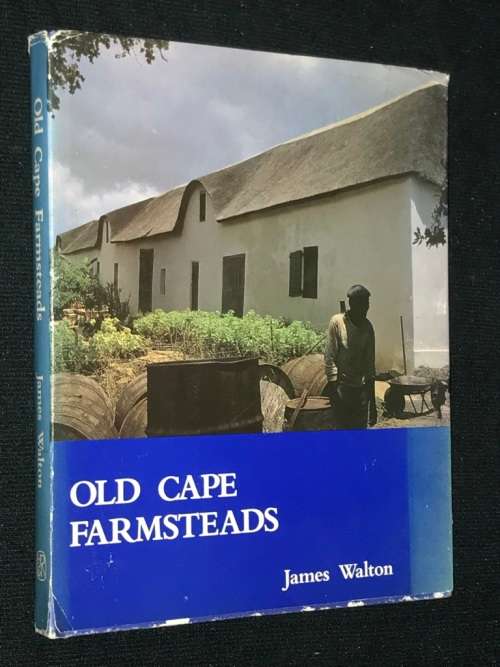 Old Cape Farmsteads James Walton
OLD CAPE
FARMSTEADS
James Walton